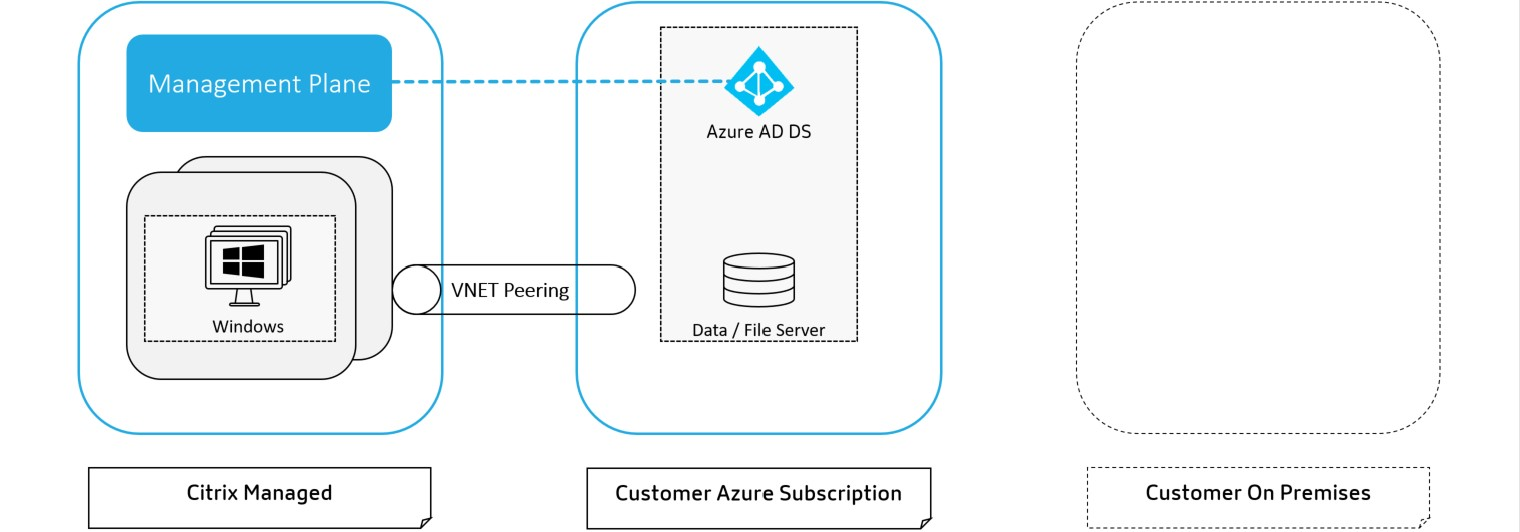 Management Plane
Azure AD DS
VNET Peering
Windows
Data / File Server
Citrix Managed
Customer Azure Subscription
Customer On Premises